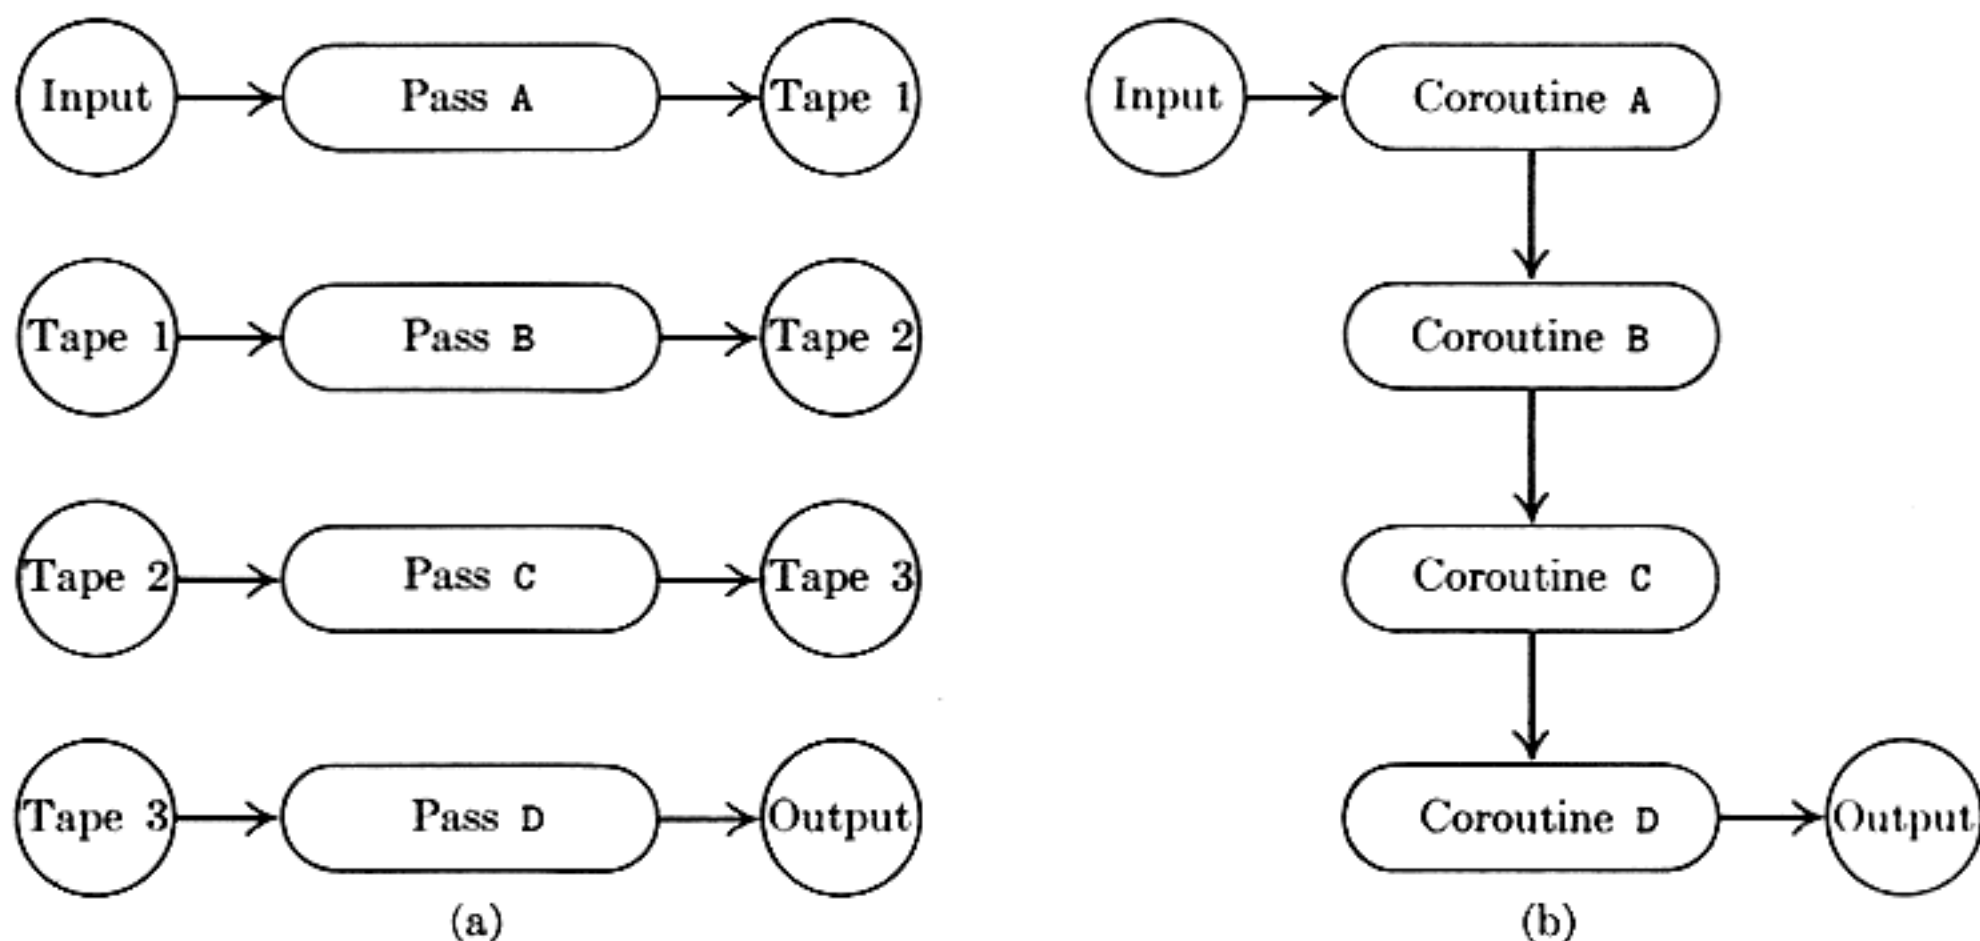 Input Pass A Tape 1
Tape 1 Pass B Tape 2
Tape 2 Pass C Tape 3
Tape 3 Pass D Output
(a)
Input Coroutine A
Coroutine B
Coroutine C
Coroutine D Output
(b)